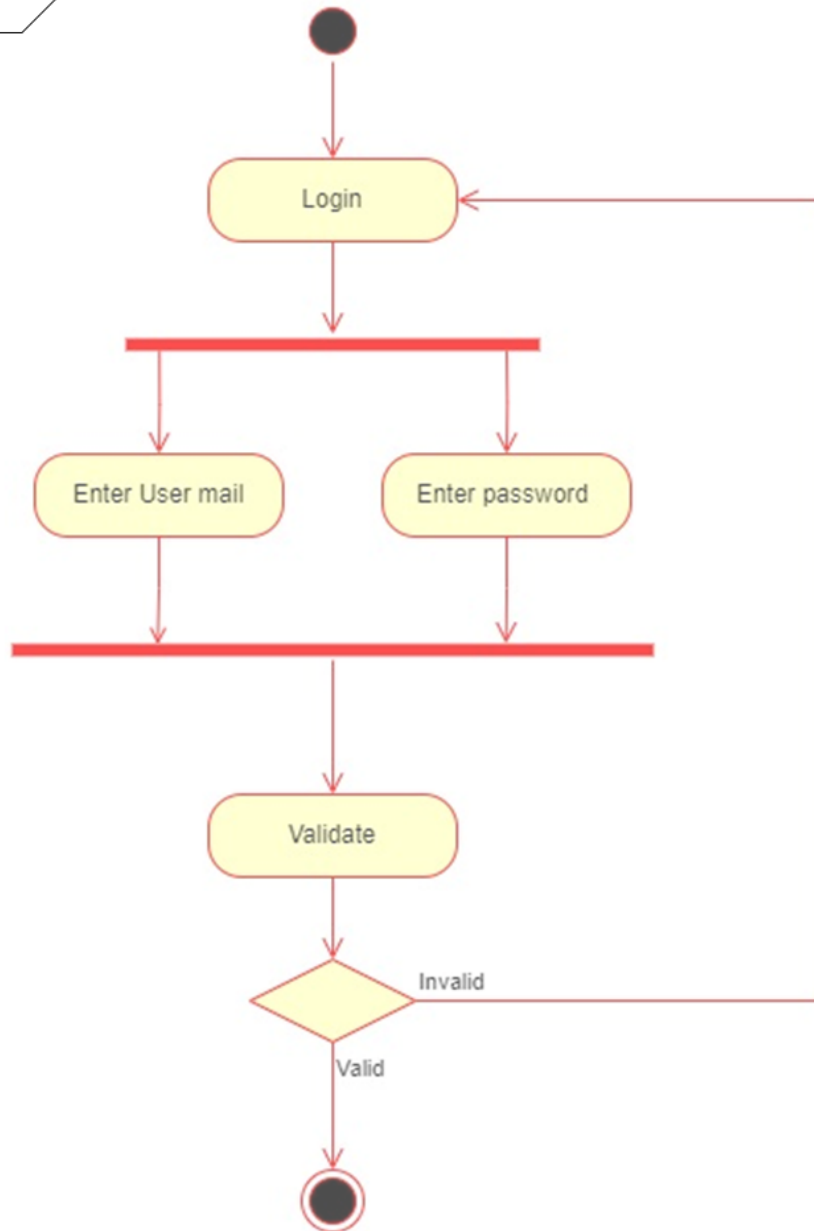 Login
Enter User mail
Enter password
Validate
Invalid
Valid